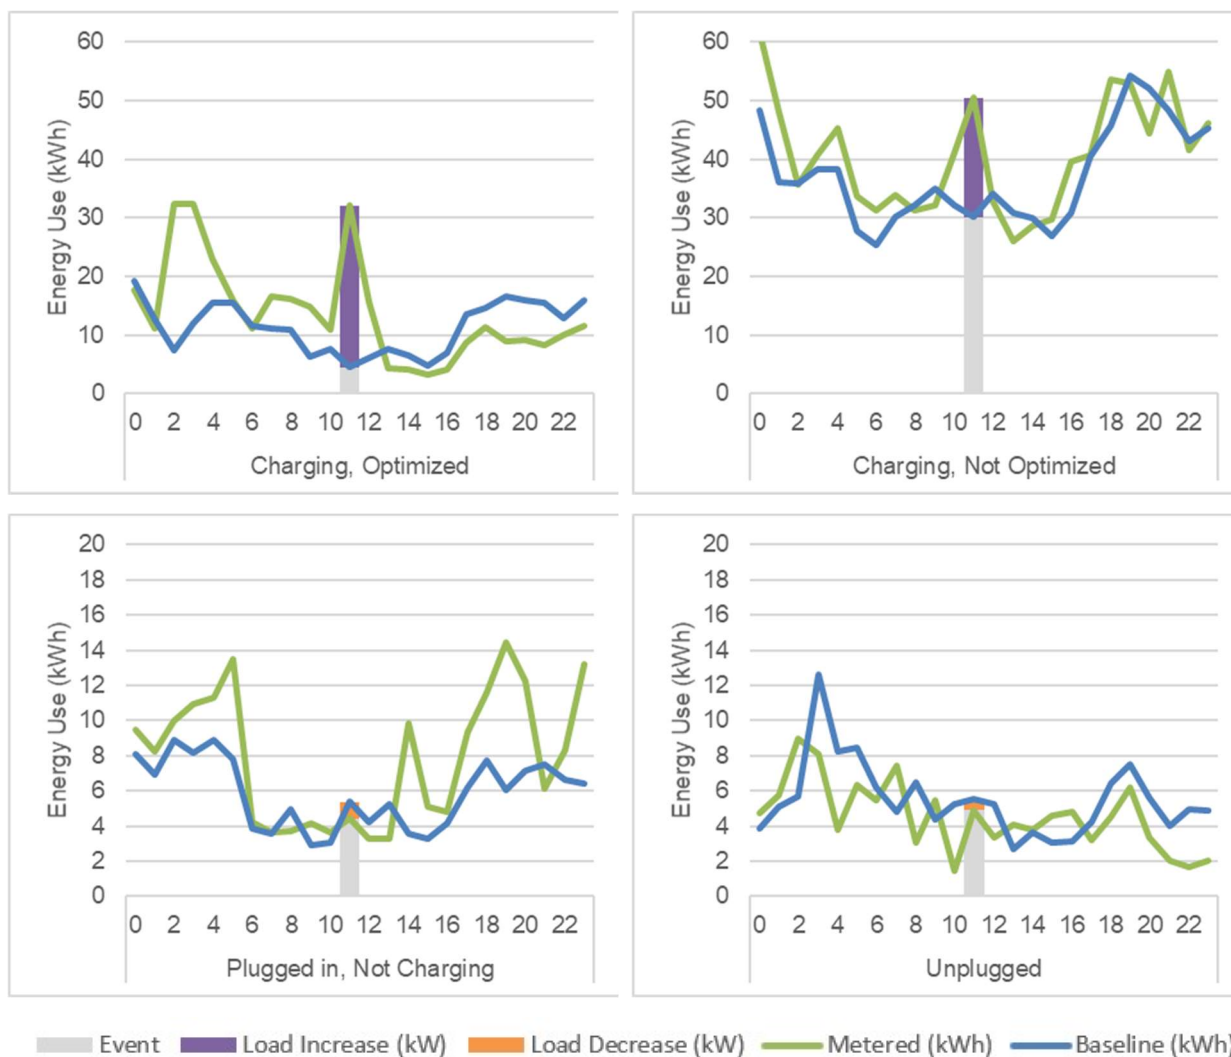 60
50
40
30
20
10
0
Energy Use (kWh)
0 2 4 6 8 10 12 14 16 18 20 22
Charging, Optimized
60
50
40
30
20
10
0
Energy Use (kWh)
0 2 4 6 8 10 12 14 16 18 20 22
Charging, Not Optimized
20
18
16
14
12
10
8
6
4
2
0
Energy Use (kWh)
0 2 4 6 8 10 12 14 16 18 20 22
Plugged in, Not Charging
20
18
16
14
12
10
8
6
4
2
0
Energy Use (kWh)
0 2 4 6 8 10 12 14 16 18 20 22
Unplugged
Event Load Increase (kW) Load Decrease (kW) Metered (kWh) Baseline (kWh)